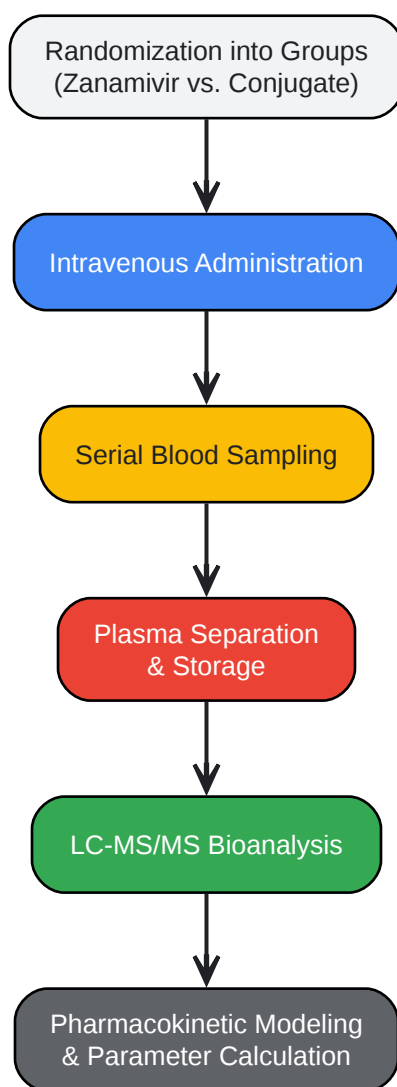 Randomization into Groups
(Zanamivir vs. Conjugate)
Intravenous Administration
Serial Blood Sampling
Plasma Separation
& Storage
LC-MS/MS Bioanalysis
Pharmacokinetic Modeling
& Parameter Calculation